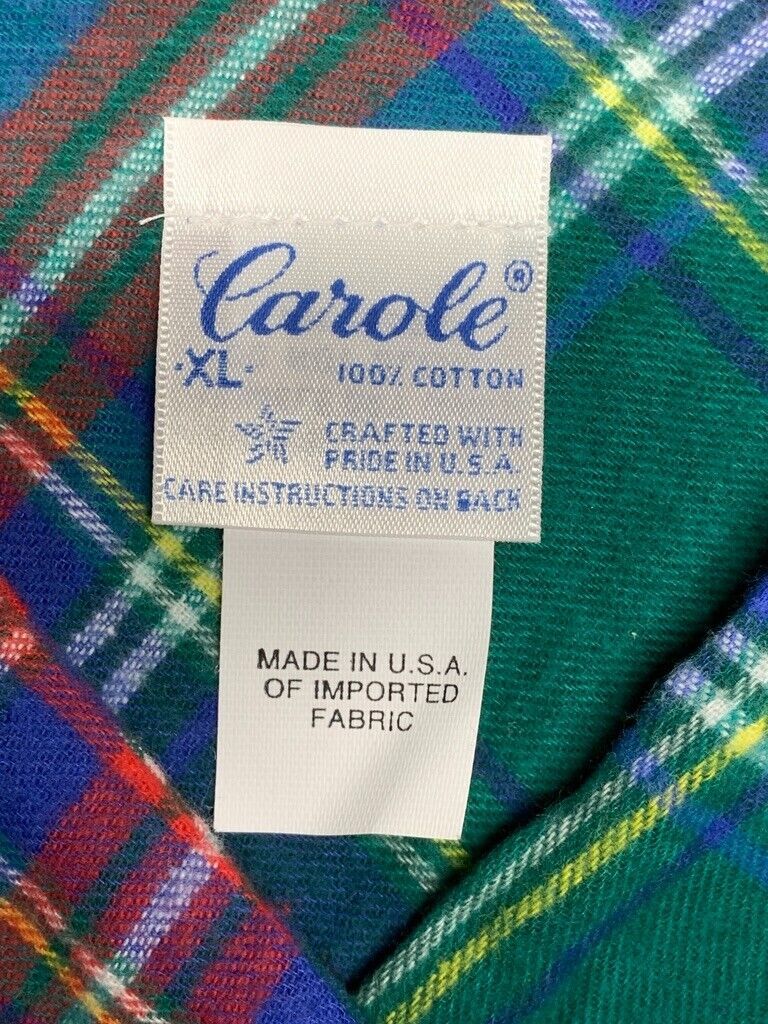 Carole®
·XL· 100% COTTON
CRAFTED WITH
PRIDE IN U.S.A.
CARE INSTRUCTIONS ON BACK
MADE IN U.S.A.
OF IMPORTED
FABRIC